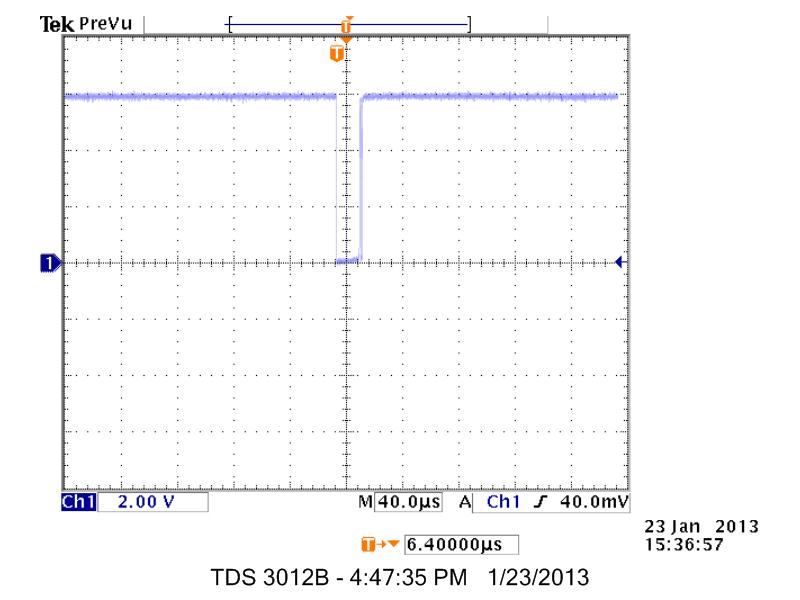 Tek PreVu
T
T
1
Ch1 2.00 V M 40.0µs A Ch1 40.0mV
T 6.40000µs
23 Jan 2013
15:36:57
TDS 3012B - 4:47:35 PM 1/23/2013